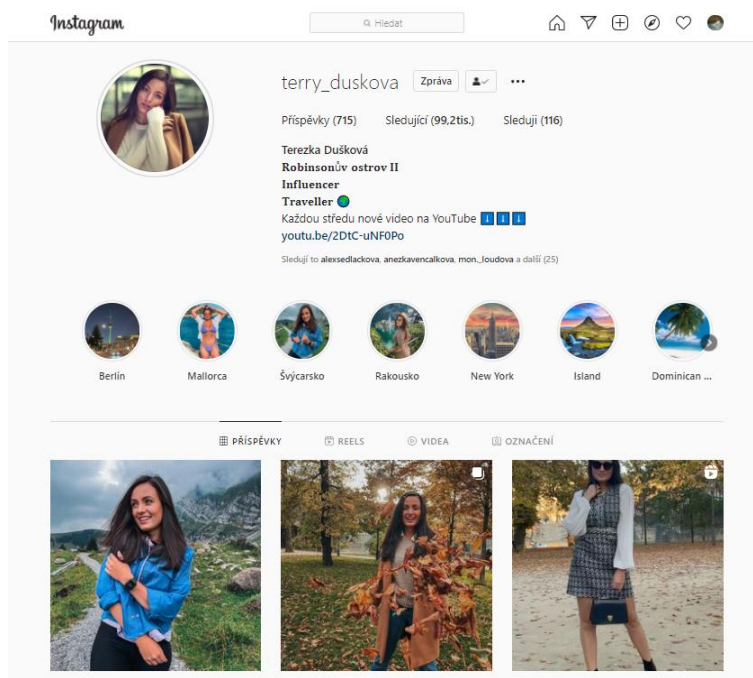 Instagram
Hledat
terry_duskova Zpráva
Příspěvky (715) Sledující (99,2tis.) Sleduji (116)
Terezka Dušková
Robinsonův ostrov II
Influencer
Traveller
Každou středu nové video na YouTube
youtu.be/2DtC-uNF0Po
Sledují to alexsedlackova, anezkavencalkova, mon._loudova a další (25)
Berlín Mallorca Švýcarsko Rakousko New York Island Dominican ...
PŘÍSPĚVKY REELS VIDEA OZNAČENÍ